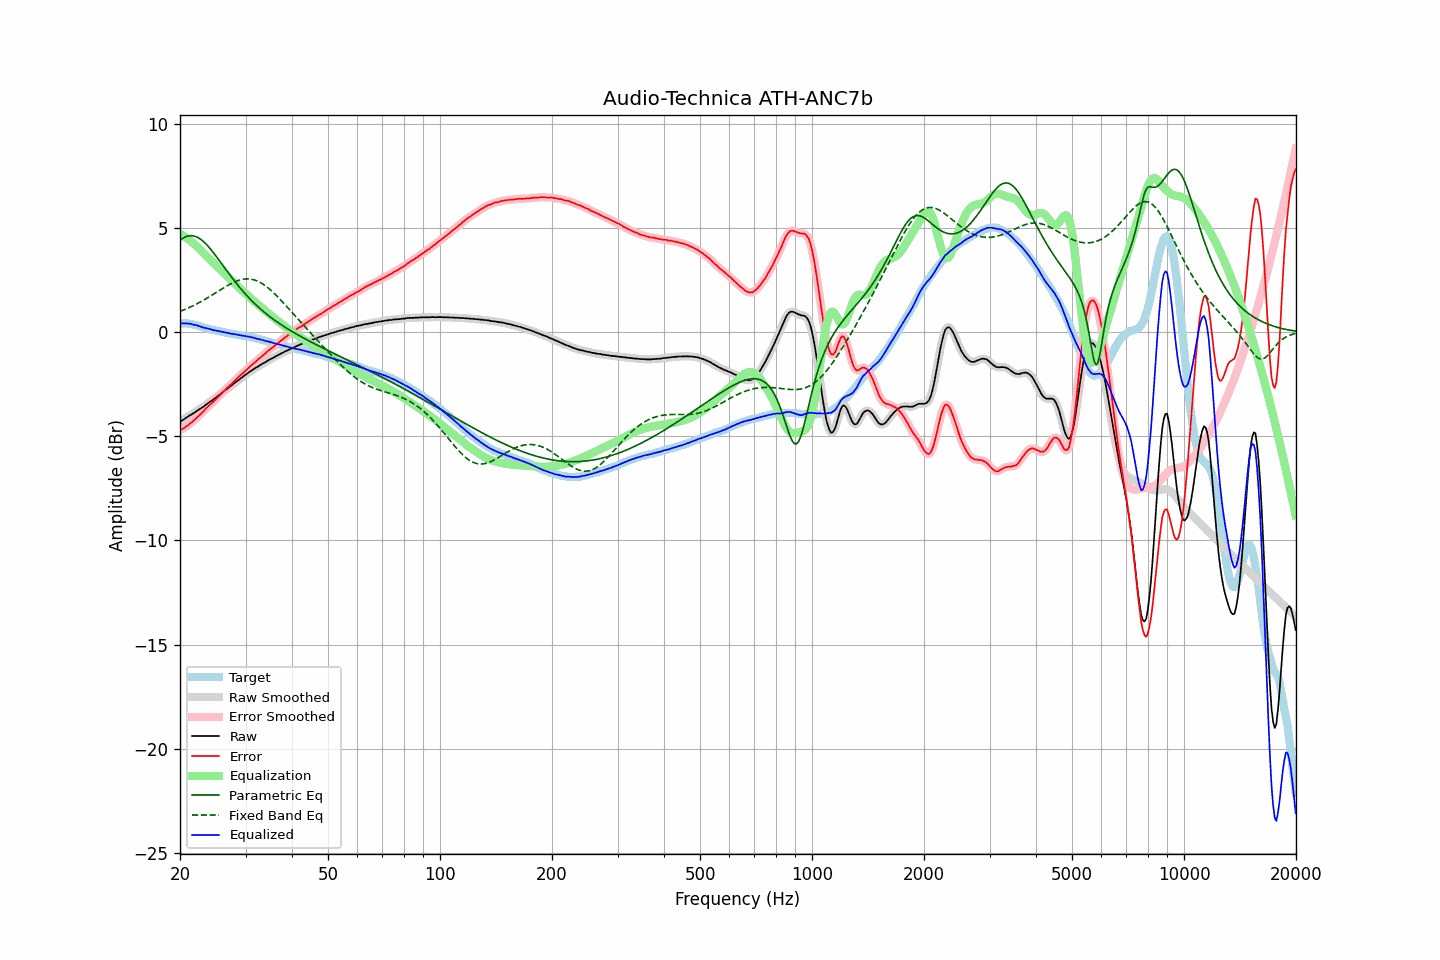 Audio-Technica ATH-ANC7b
10
5
0
−5
−10
−15
−20
−25
Amplitude (dBr)
Target
Raw Smoothed
Error Smoothed
Raw
Error
Equalization
Parametric Eq
Fixed Band Eq
Equalized
20 50 100 200 500 1000 2000 5000 10000 20000
Frequency (Hz)